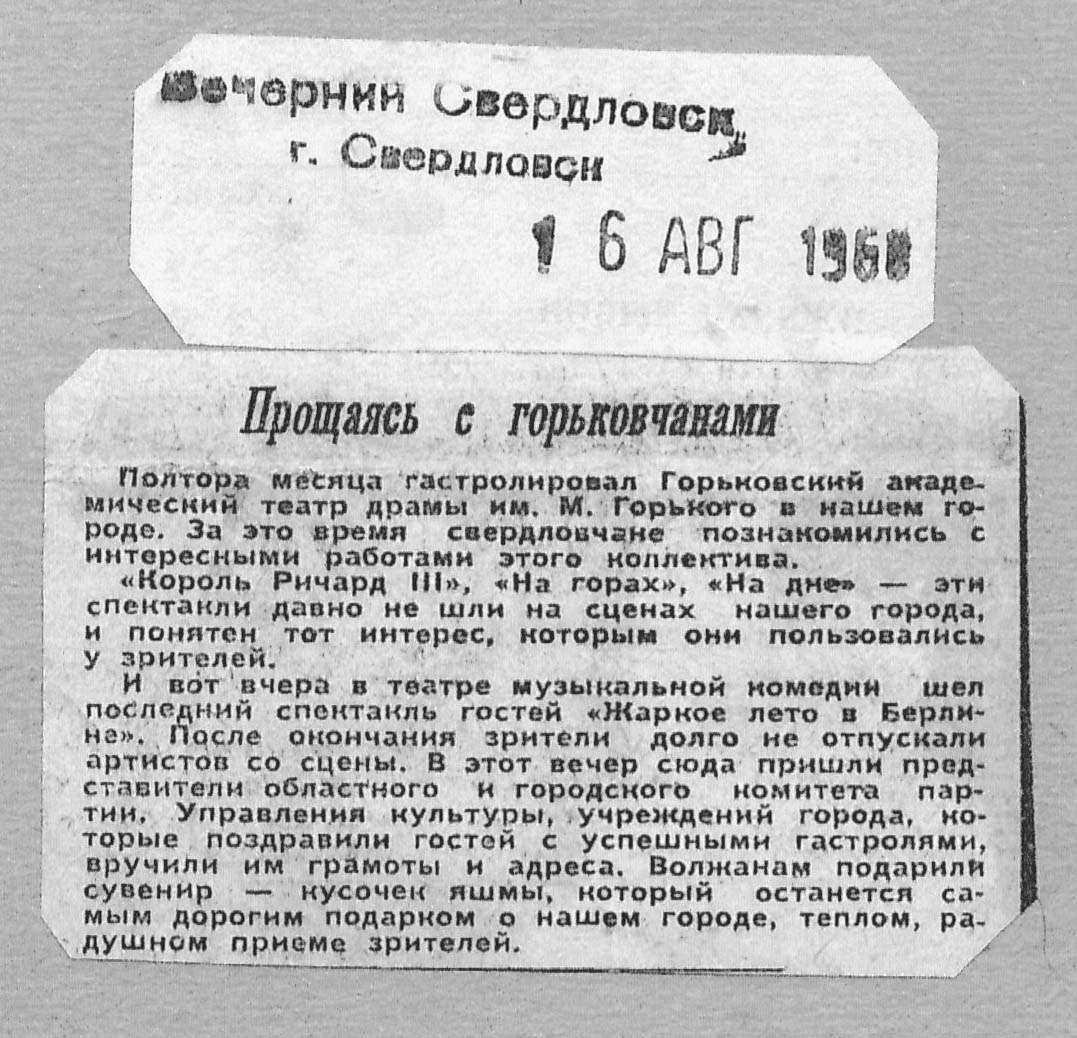 Вечерний Свердловск
г. Свердловск
16 АВГ 1968
Прощаясь с горьковчанами
Полтора месяца гастролировал Горьковский акаде-
мический театр драмы им. М. Горького в нашем го-
роде. За это время свердловчане познакомились с
интересными работами этого коллектива.
«Король Ричард III», «На горах», «На дне» — эти
спектакли давно не шли на сценах нашего города,
и понятен тот интерес, которым они пользовались
у зрителей.
И вот вчера в театре музыкальной комедии шел
последний спектакль гостей «Жаркое лето в Берли-
не». После окончания зрители долго не отпускали
артистов со сцены. В этот вечер сюда пришли пред-
ставители областного и городского комитета пар-
тии, Управления культуры, учреждений города, ко-
торые поздравили гостей с успешными гастролями,
вручили им грамоты и адреса. Волжанам подарили
сувенир — кусочек яшмы, который останется са-
мым дорогим подарком о нашем городе, теплом, ра-
душном приеме зрителей.